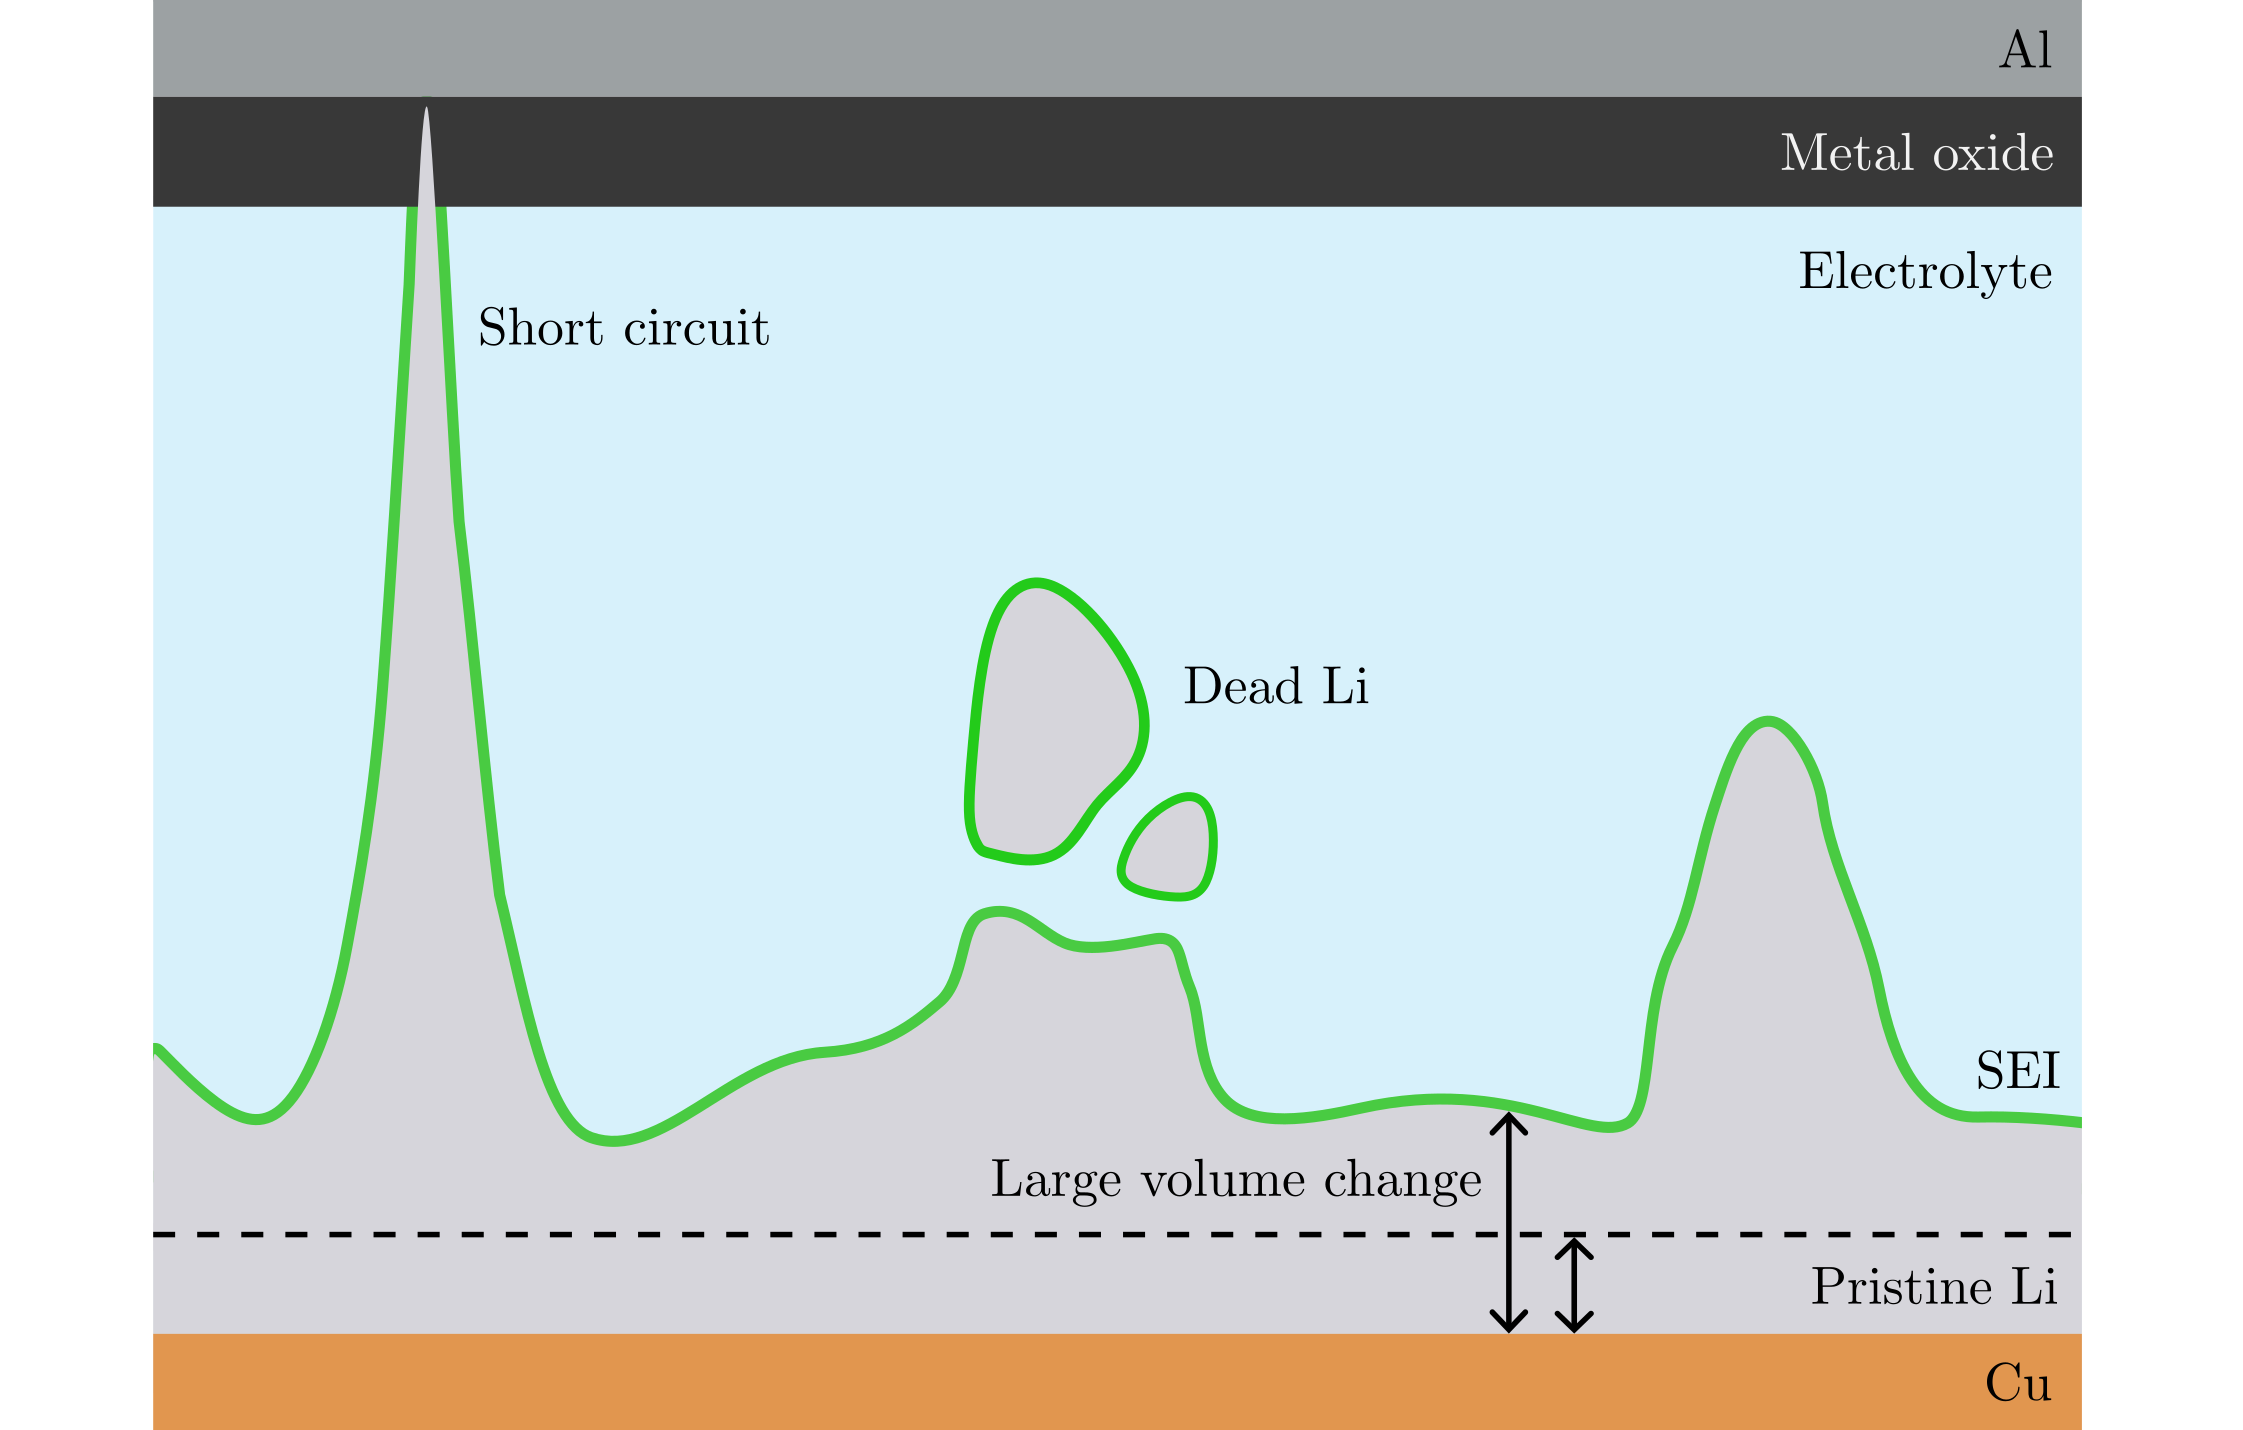 Al
Metal oxide
Electrolyte
Short circuit
Dead Li
SEI
Large volume change
Pristine Li
Cu